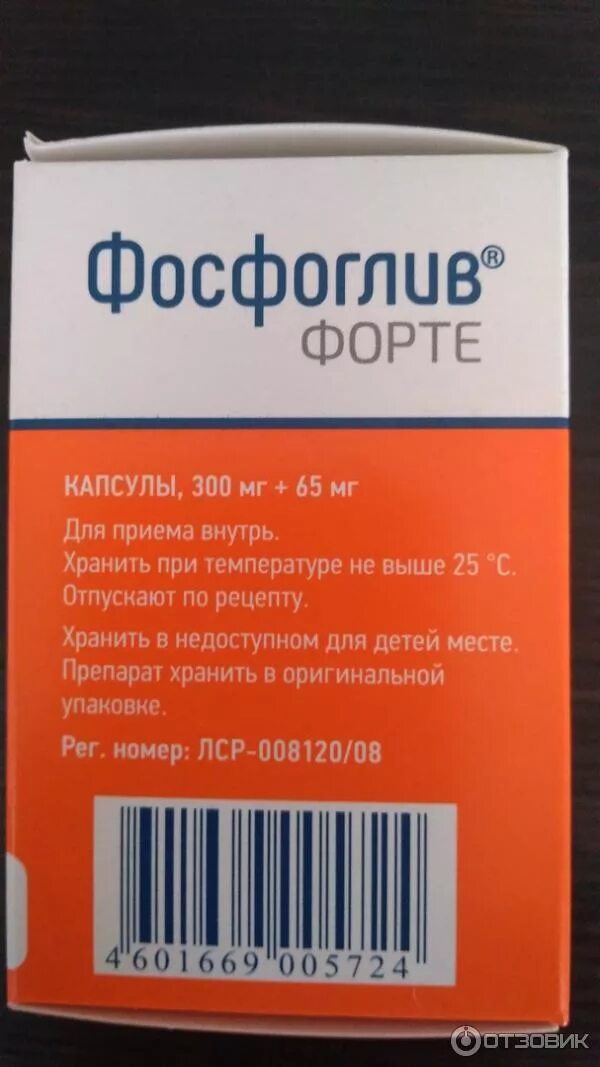 Фосфоглив®
ФОРТЕ
КАПСУЛЫ, 300 мг + 65 мг
Для приема внутрь.
Хранить при температуре не выше 25 °С.
Отпускают по рецепту.
Хранить в недоступном для детей месте.
Препарат хранить в оригинальной
упаковке.
Рег. номер: ЛСР-008120/08
4 601669 005724
ОТЗОВИК